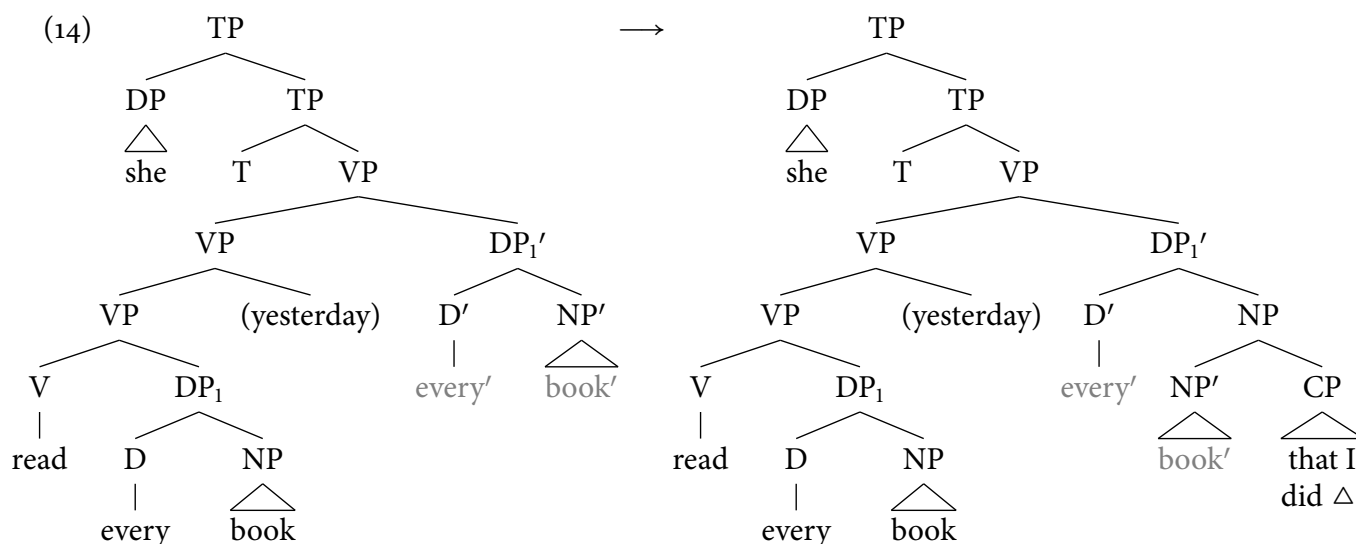 (14) TP ⟶ TP
DP TP DP TP
she T VP she T VP
VP DP₁′ VP DP₁′
VP (yesterday) D′ NP′ VP (yesterday) D′ NP
V DP₁ every′ book′ V DP₁ every′ NP′ CP
read D NP read D NP book′ that I
every book every book did △